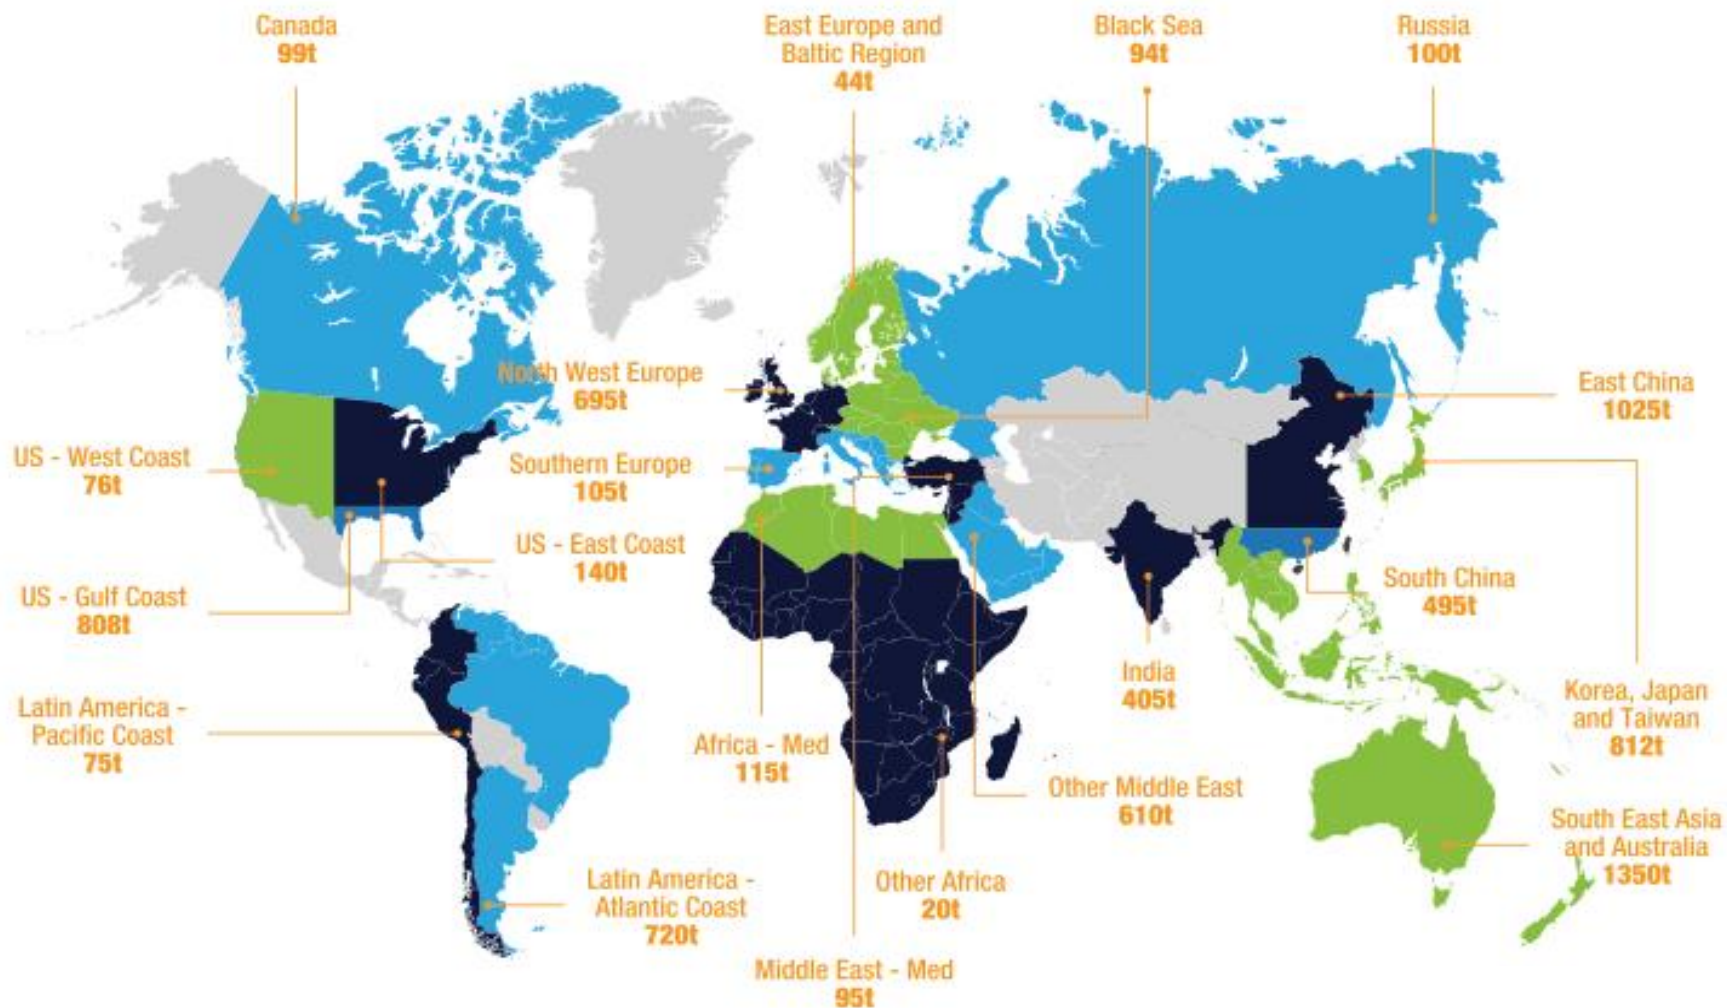 Canada
99t
East Europe and
Baltic Region
44t
Black Sea
94t
Russia
100t
North West Europe
695t
East China
1025t
US - West Coast
76t
Southern Europe
105t
US - East Coast
140t
US - Gulf Coast
808t
South China
495t
India
405t
Korea, Japan
and Taiwan
812t
Latin America -
Pacific Coast
75t
Africa - Med
115t
Other Middle East
610t
South East Asia
and Australia
1350t
Latin America -
Atlantic Coast
720t
Other Africa
20t
Middle East - Med
95t